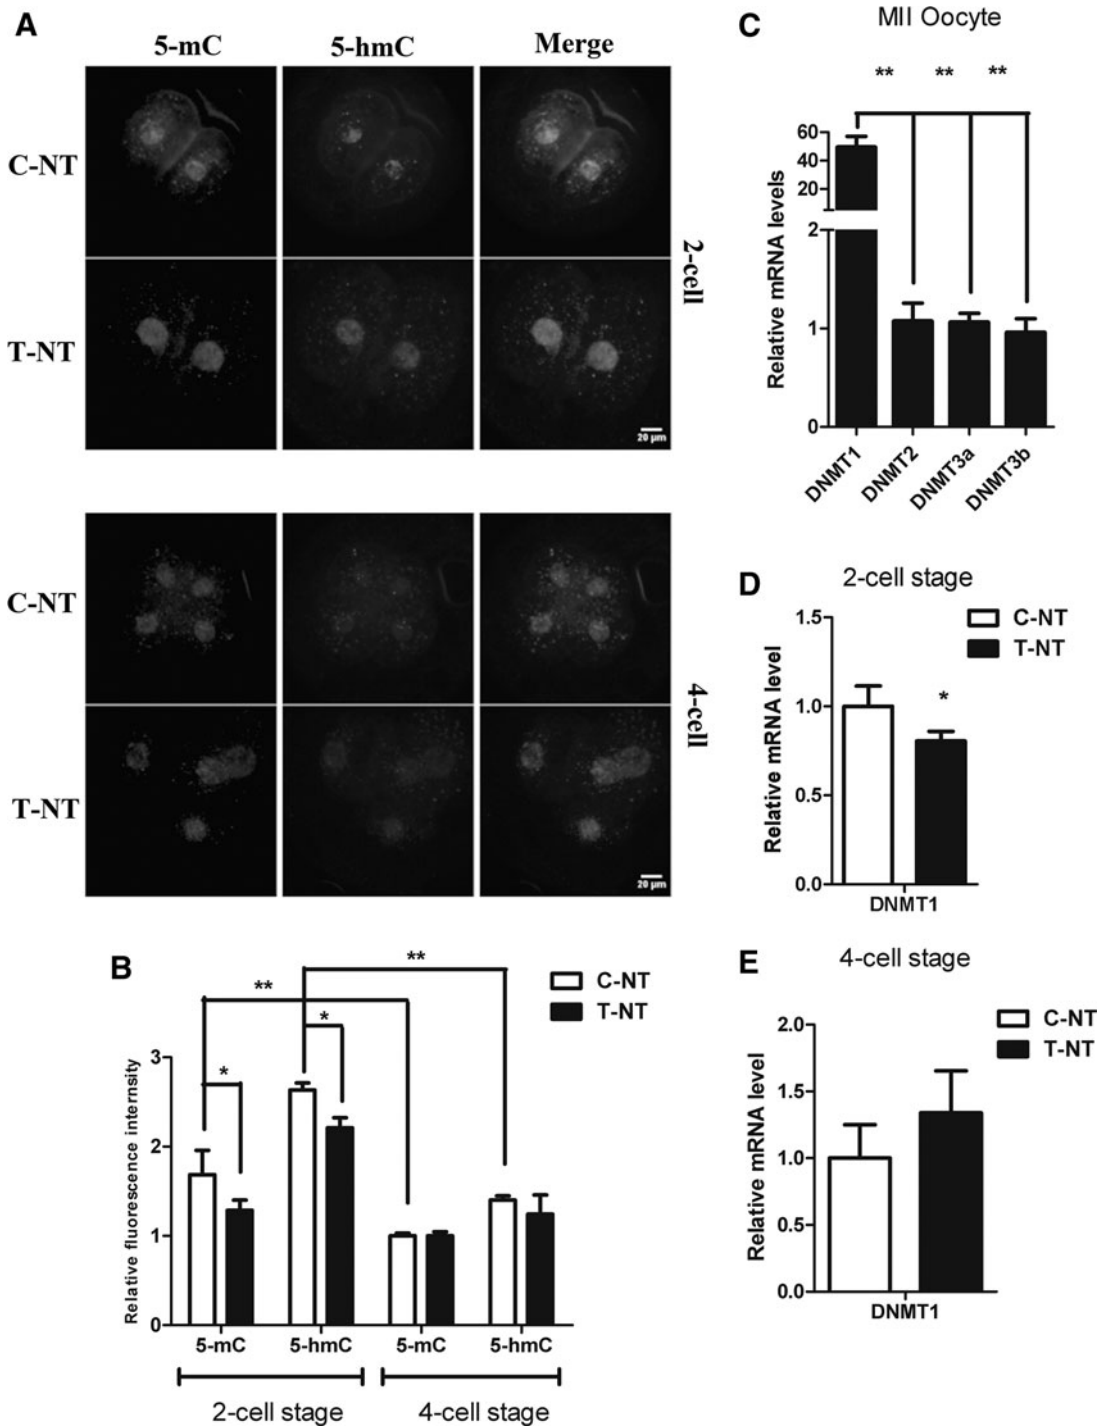 A
5-mC 5-hmC Merge
C-NT
T-NT
2-cell
20 µm
C-NT
T-NT
4-cell
20 µm
B
C-NT
T-NT
** **
* *
Relative fluorescence internsity
3
2
1
0
5-mC 5-hmC 5-mC 5-hmC
2-cell stage 4-cell stage
C
MII Oocyte
** ** **
Relative mRNA levels
60
40
20
2
1
0
DNMT1 DNMT2 DNMT3a DNMT3b
D
2-cell stage
C-NT
T-NT
*
Relative mRNA level
1.5
1.0
0.5
0.0
DNMT1
E
4-cell stage
C-NT
T-NT
Relative mRNA level
2.0
1.5
1.0
0.5
0.0
DNMT1